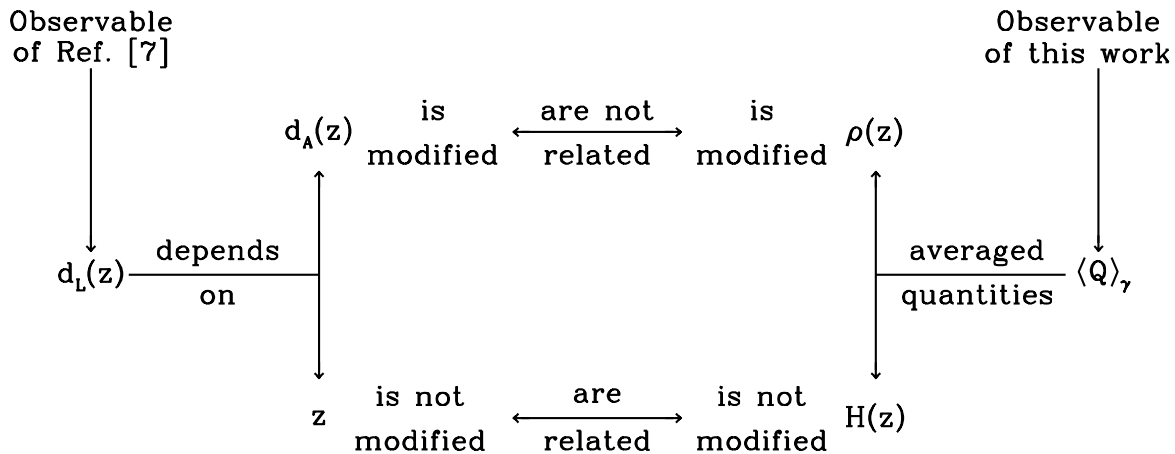 Observable
of Ref. [7]
Observable
of this work
d_A(z)
is
modified
are not
related
is
modified
ρ(z)
d_L(z)
depends
on
averaged
quantities
⟨Q⟩_γ
z
is not
modified
are
related
is not
modified
H(z)